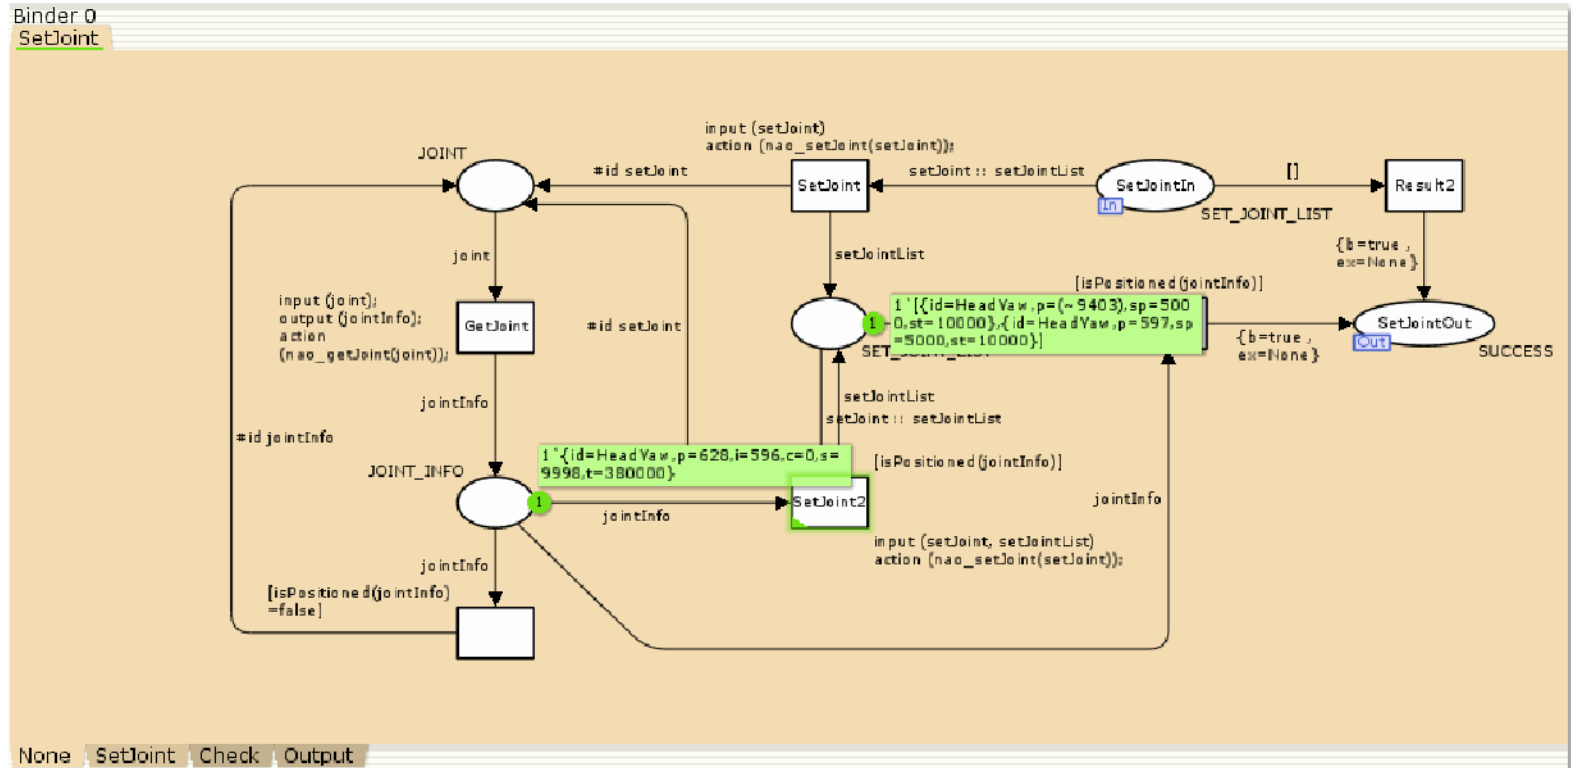 Binder 0
SetJoint
input (setJoint)
action (nao_setJoint(setJoint));
JOINT
#id setJoint
SetJoint
setJoint :: setJointList
SetJointIn
In
SET_JOINT_LIST
[]
Result2
setJointList
{b=true,
ex=None}
joint
[isPositioned(jointInfo)]
input (joint);
output (jointInfo);
action
(nao_getJoint(joint));
GetJoint
#id setJoint
1
1`[{id=HeadYaw,p=(~9403),sp=500
0,st=10000},{id=HeadYaw,p=597,sp
=5000,st=10000}]
{b=true,
ex=None}
SetJointOut
Out
SUCCESS
jointInfo
setJointList
setJoint :: setJointList
#id jointInfo
JOINT_INFO
1`{id=HeadYaw,p=628,i=596,c=0,s=
9998,t=380000}
[isPositioned(jointInfo)]
1
jointInfo
SetJoint2
jointInfo
input (setJoint, setJointList)
action (nao_setJoint(setJoint));
jointInfo
[isPositioned(jointInfo)
=false]
None SetJoint Check Output